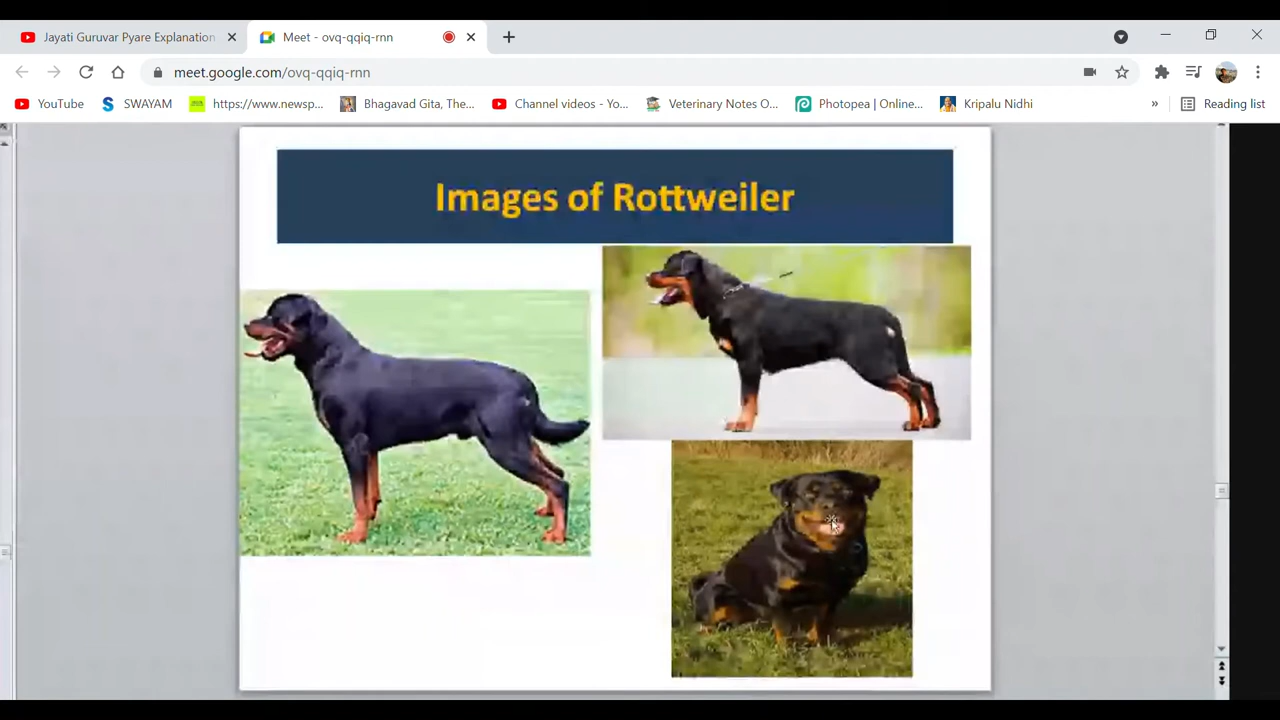 Jayati Guruvar Pyare Explanation
Meet - ovq-qqiq-rnn
meet.google.com/ovq-qqiq-rnn
YouTube
SWAYAM
https://www.newsp...
Bhagavad Gita, The...
Channel videos - Yo...
Veterinary Notes O...
Photopea | Online...
Kripalu Nidhi
»
Reading list
Images of Rottweiler